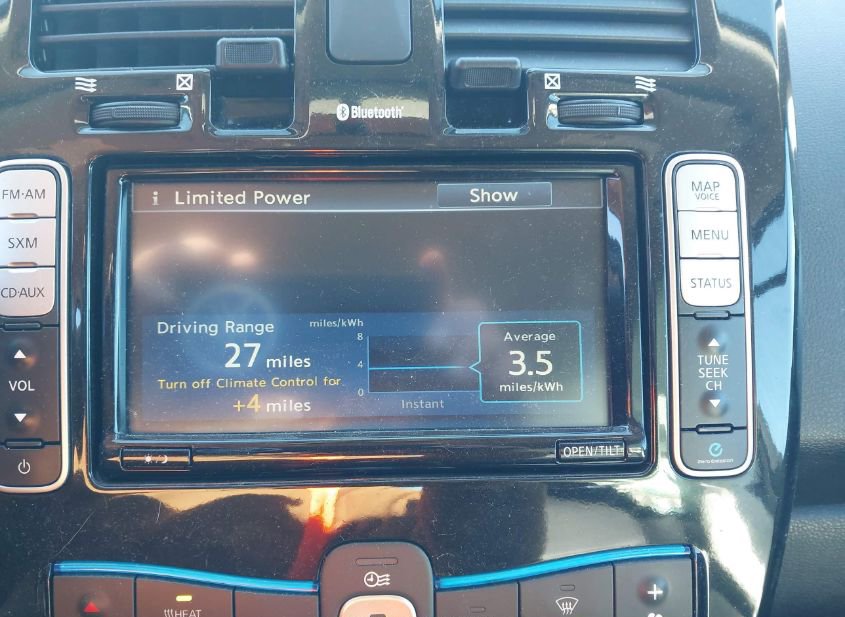 Bluetooth
FM·AM
SXM
CD·AUX
VOL
i Limited Power
Show
Driving Range
27 miles
Turn off Climate Control for
+4 miles
miles/kWh
8
4
0
Instant
Average
3.5
miles/kWh
OPEN/TILT
MAP
VOICE
MENU
STATUS
TUNE
SEEK
CH
zero emission
HEAT
+